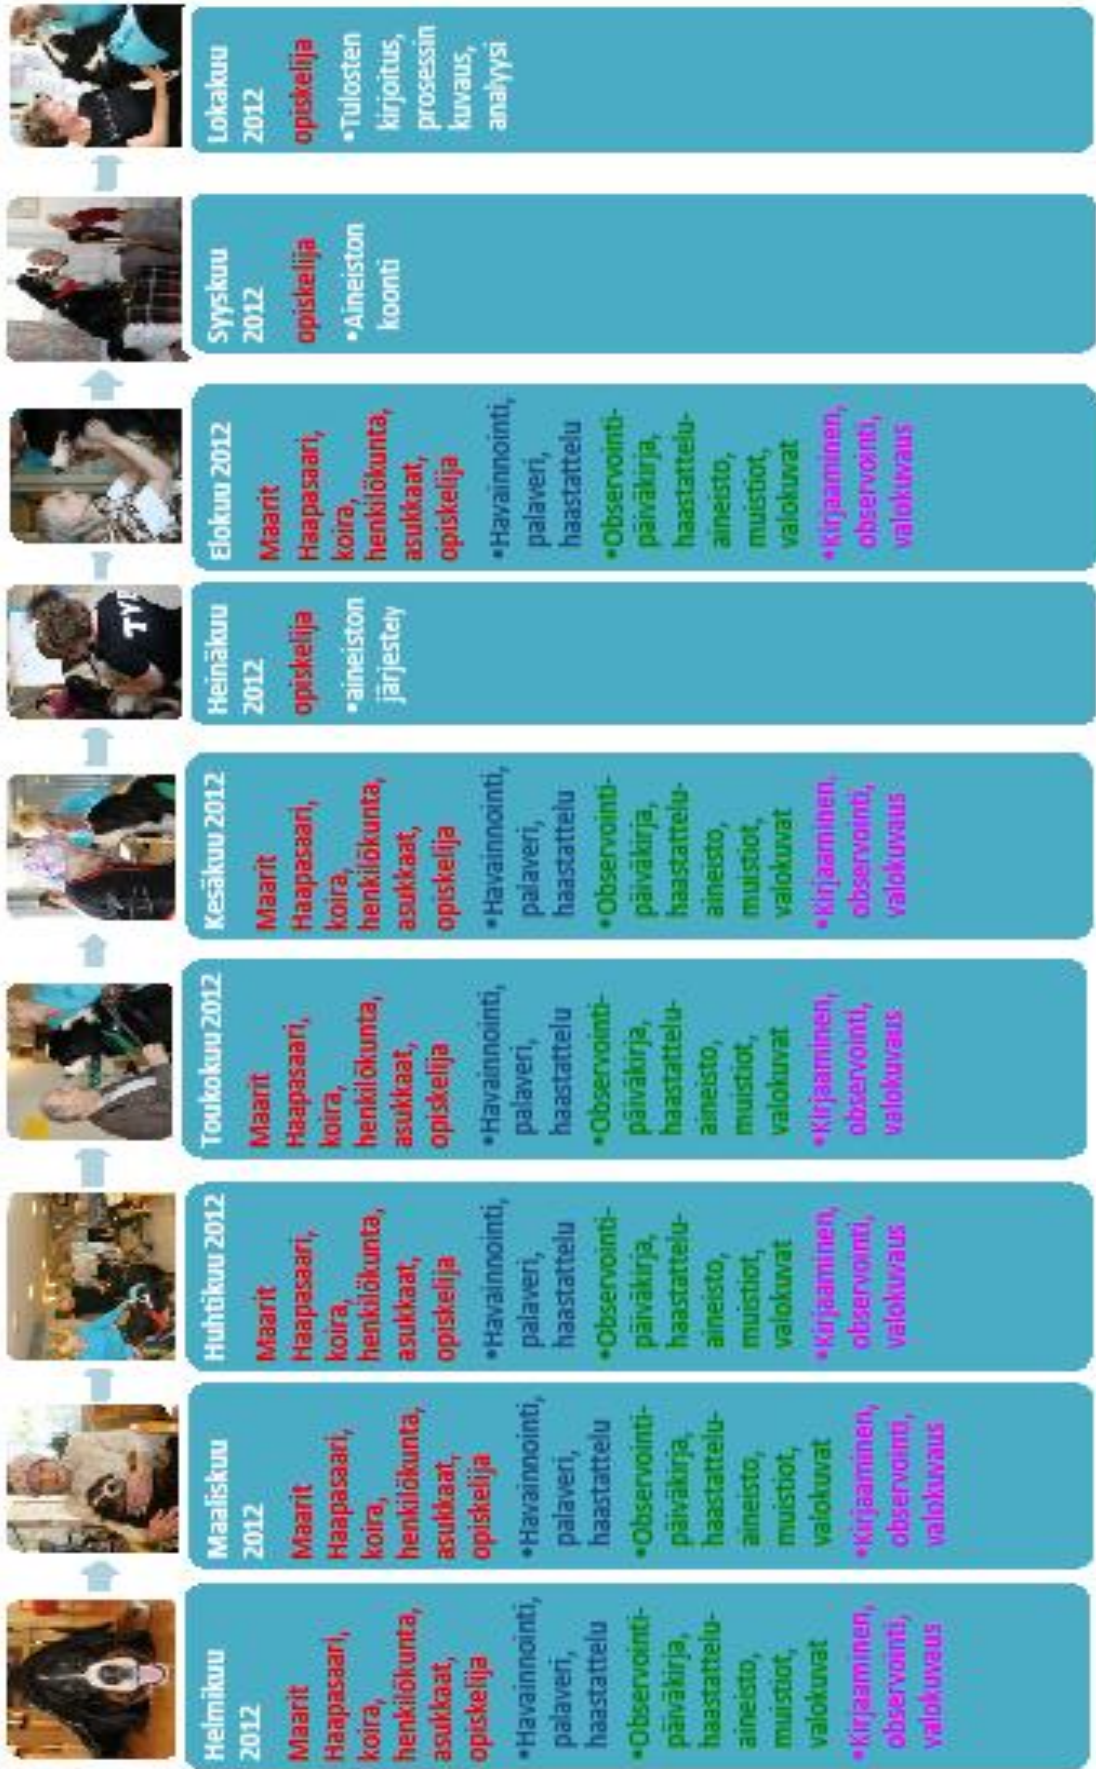 Helmikuu
2012
Maarit
Haapasaari,
koira,
henkilökunta,
asukkaat,
opiskelija
•Havainnointi,
palaveri,
haastattelu
•Observointi-
päiväkirja,
haastattelu-
aineisto,
muistiot,
valokuvat
•Kirjaaminen,
observointi,
valokuvaus
Maaliskuu
2012
Maarit
Haapasaari,
koira,
henkilökunta,
asukkaat,
opiskelija
•Havainnointi,
palaveri,
haastattelu
•Observointi-
päiväkirja,
haastattelu-
aineisto,
muistiot,
valokuvat
•Kirjaaminen,
observointi,
valokuvaus
Huhtikuu 2012
Maarit
Haapasaari,
koira,
henkilökunta,
asukkaat,
opiskelija
•Havainnointi,
palaveri,
haastattelu
•Observointi-
päiväkirja,
haastattelu-
aineisto,
muistiot,
valokuvat
•Kirjaaminen,
observointi,
valokuvaus
Toukokuu 2012
Maarit
Haapasaari,
koira,
henkilökunta,
asukkaat,
opiskelija
•Havainnointi,
palaveri,
haastattelu
•Observointi-
päiväkirja,
haastattelu-
aineisto,
muistiot,
valokuvat
•Kirjaaminen,
observointi,
valokuvaus
Kesäkuu 2012
Maarit
Haapasaari,
koira,
henkilökunta,
asukkaat,
opiskelija
•Havainnointi,
palaveri,
haastattelu
•Observointi-
päiväkirja,
haastattelu-
aineisto,
muistiot,
valokuvat
•Kirjaaminen,
observointi,
valokuvaus
Heinäkuu
2012
opiskelija
•aineiston
järjestely
Elokuu 2012
Maarit
Haapasaari,
koira,
henkilökunta,
asukkaat,
opiskelija
•Havainnointi,
palaveri,
haastattelu
•Observointi-
päiväkirja,
haastattelu-
aineisto,
muistiot,
valokuvat
•Kirjaaminen,
observointi,
valokuvaus
Syyskuu
2012
opiskelija
•Aineiston
koonti
Lokakuu
2012
opiskelija
•Tulosten
kirjoitus,
prosessin
kuvaus,
analyysi